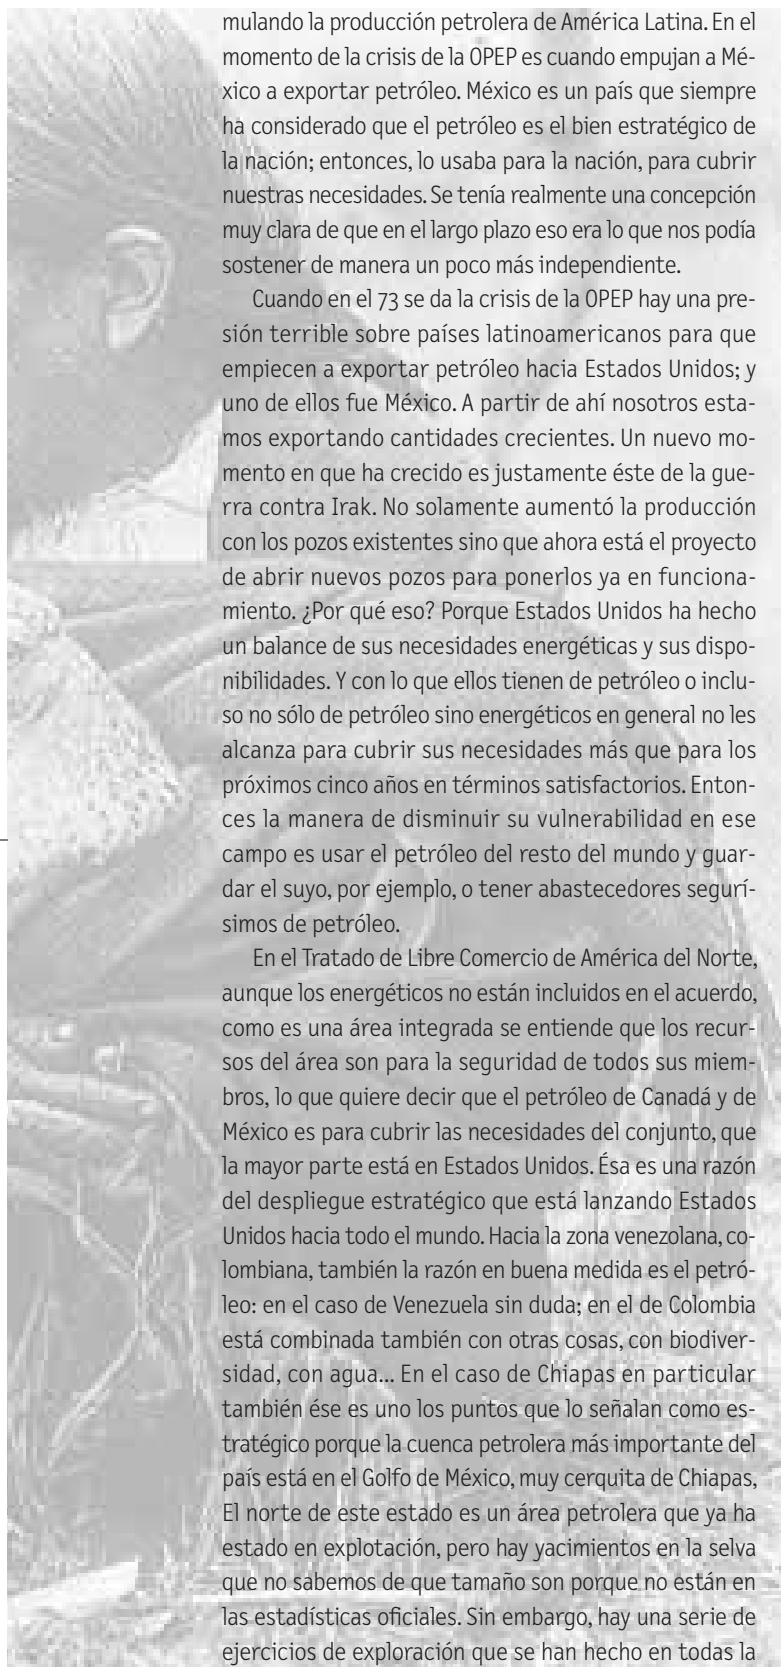 mulando la producción petrolera de América Latina. En el
momento de la crisis de la OPEP es cuando empujan a Mé-
xico a exportar petróleo. México es un país que siempre
ha considerado que el petróleo es el bien estratégico de
la nación; entonces, lo usaba para la nación, para cubrir
nuestras necesidades. Se tenía realmente una concepción
muy clara de que en el largo plazo eso era lo que nos podía
sostener de manera un poco más independiente.
Cuando en el 73 se da la crisis de la OPEP hay una pre-
sión terrible sobre países latinoamericanos para que
empiecen a exportar petróleo hacia Estados Unidos; y
uno de ellos fue México. A partir de ahí nosotros esta-
mos exportando cantidades crecientes. Un nuevo mo-
mento en que ha crecido es justamente éste de la gue-
rra contra Irak. No solamente aumentó la producción
con los pozos existentes sino que ahora está el proyecto
de abrir nuevos pozos para ponerlos ya en funciona-
miento. ¿Por qué eso? Porque Estados Unidos ha hecho
un balance de sus necesidades energéticas y sus dispo-
nibilidades. Y con lo que ellos tienen de petróleo o inclu-
so no sólo de petróleo sino energéticos en general no les
alcanza para cubrir sus necesidades más que para los
próximos cinco años en términos satisfactorios. Enton-
ces la manera de disminuir su vulnerabilidad en ese
campo es usar el petróleo del resto del mundo y guar-
dar el suyo, por ejemplo, o tener abastecedores segurí-
simos de petróleo.
En el Tratado de Libre Comercio de América del Norte,
aunque los energéticos no están incluidos en el acuerdo,
como es una área integrada se entiende que los recur-
sos del área son para la seguridad de todos sus miem-
bros, lo que quiere decir que el petróleo de Canadá y de
México es para cubrir las necesidades del conjunto, que
la mayor parte está en Estados Unidos. Ésa es una razón
del despliegue estratégico que está lanzando Estados
Unidos hacia todo el mundo. Hacia la zona venezolana, co-
lombiana, también la razón en buena medida es el petró-
leo: en el caso de Venezuela sin duda; en el de Colombia
está combinada también con otras cosas, con biodiver-
sidad, con agua... En el caso de Chiapas en particular
también ése es uno los puntos que lo señalan como es-
tratégico porque la cuenca petrolera más importante del
país está en el Golfo de México, muy cerquita de Chiapas,
El norte de este estado es un área petrolera que ya ha
estado en explotación, pero hay yacimientos en la selva
que no sabemos de que tamaño son porque no están en
las estadísticas oficiales. Sin embargo, hay una serie de
ejercicios de exploración que se han hecho en todas la